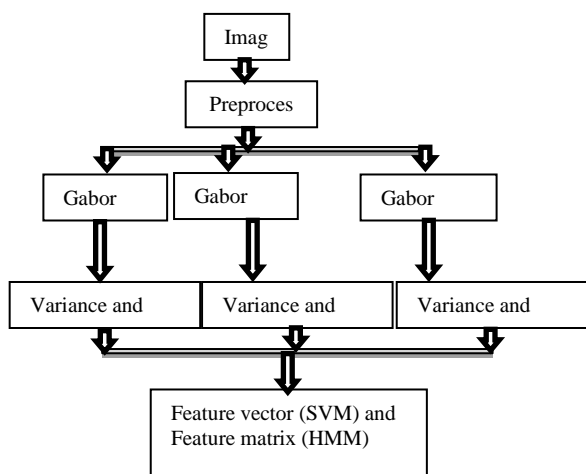 Imag
Preproces
Gabor
Gabor
Gabor
Variance and
Variance and
Variance and
Feature vector (SVM) and
Feature matrix (HMM)